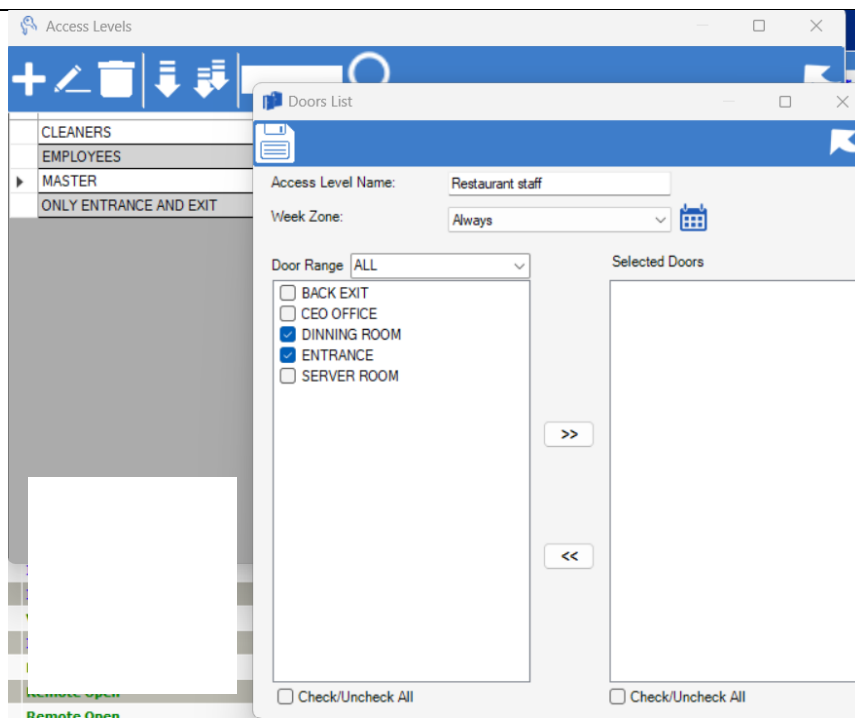 Access Levels
Doors List
CLEANERS
EMPLOYEES
MASTER
ONLY ENTRANCE AND EXIT
Access Level Name: Restaurant staff
Week Zone: Always
Door Range ALL
Selected Doors
BACK EXIT
CEO OFFICE
DINNING ROOM
ENTRANCE
SERVER ROOM
>>
<<
Check/Uncheck All
Check/Uncheck All
Remote Open
Remote Open